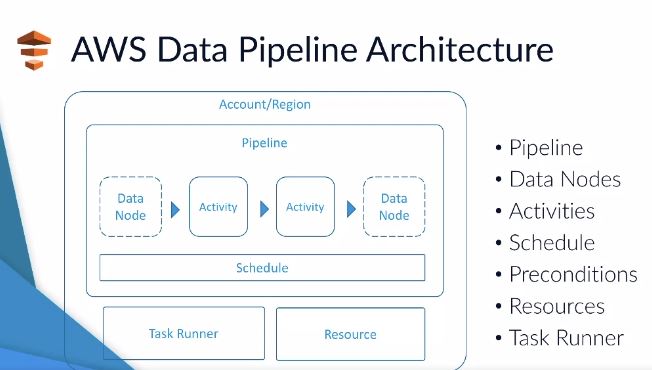 AWS Data Pipeline Architecture
Account/Region
Pipeline
Data
Node
Activity
Activity
Data
Node
Schedule
Task Runner
Resource
• Pipeline
• Data Nodes
• Activities
• Schedule
• Preconditions
• Resources
• Task Runner